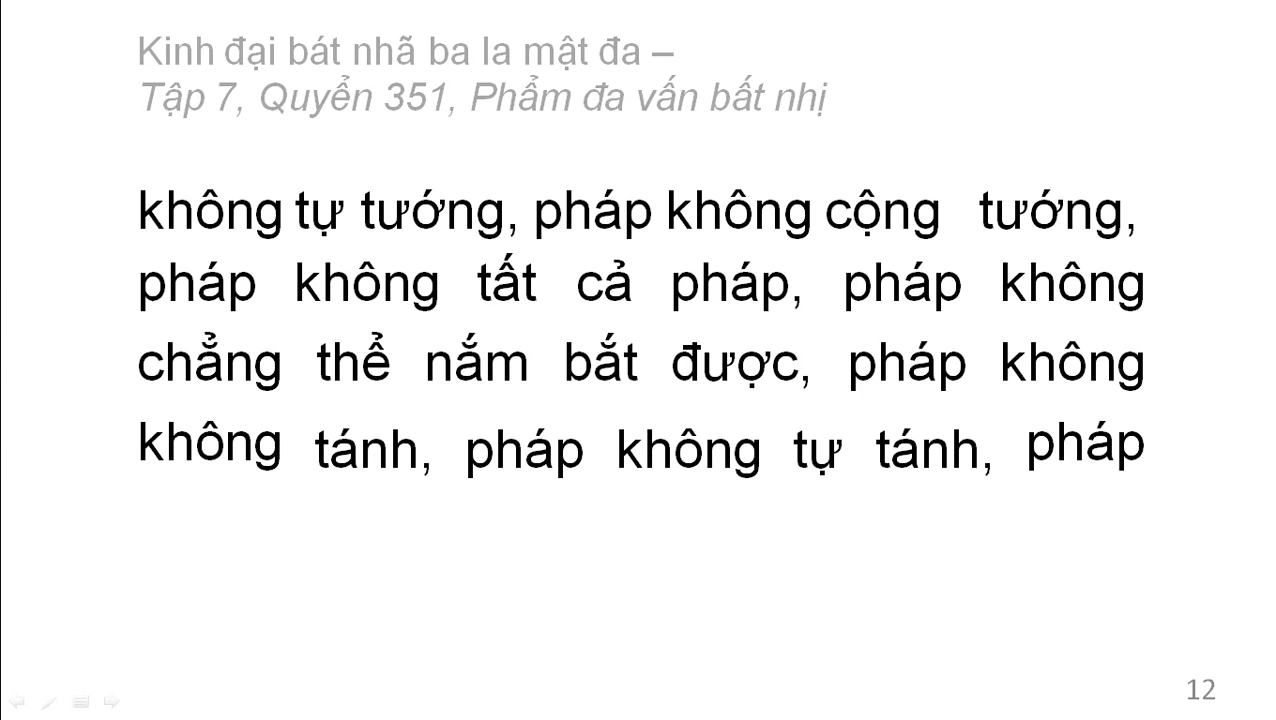 Kinh đại bát nhã ba la mật đa –
Tập 7, Quyển 351, Phẩm đa vấn bất nhị
không tự tướng, pháp không cộng tướng,
pháp không tất cả pháp, pháp không
chẳng thể nắm bắt được, pháp không
không tánh, pháp không tự tánh, pháp
12